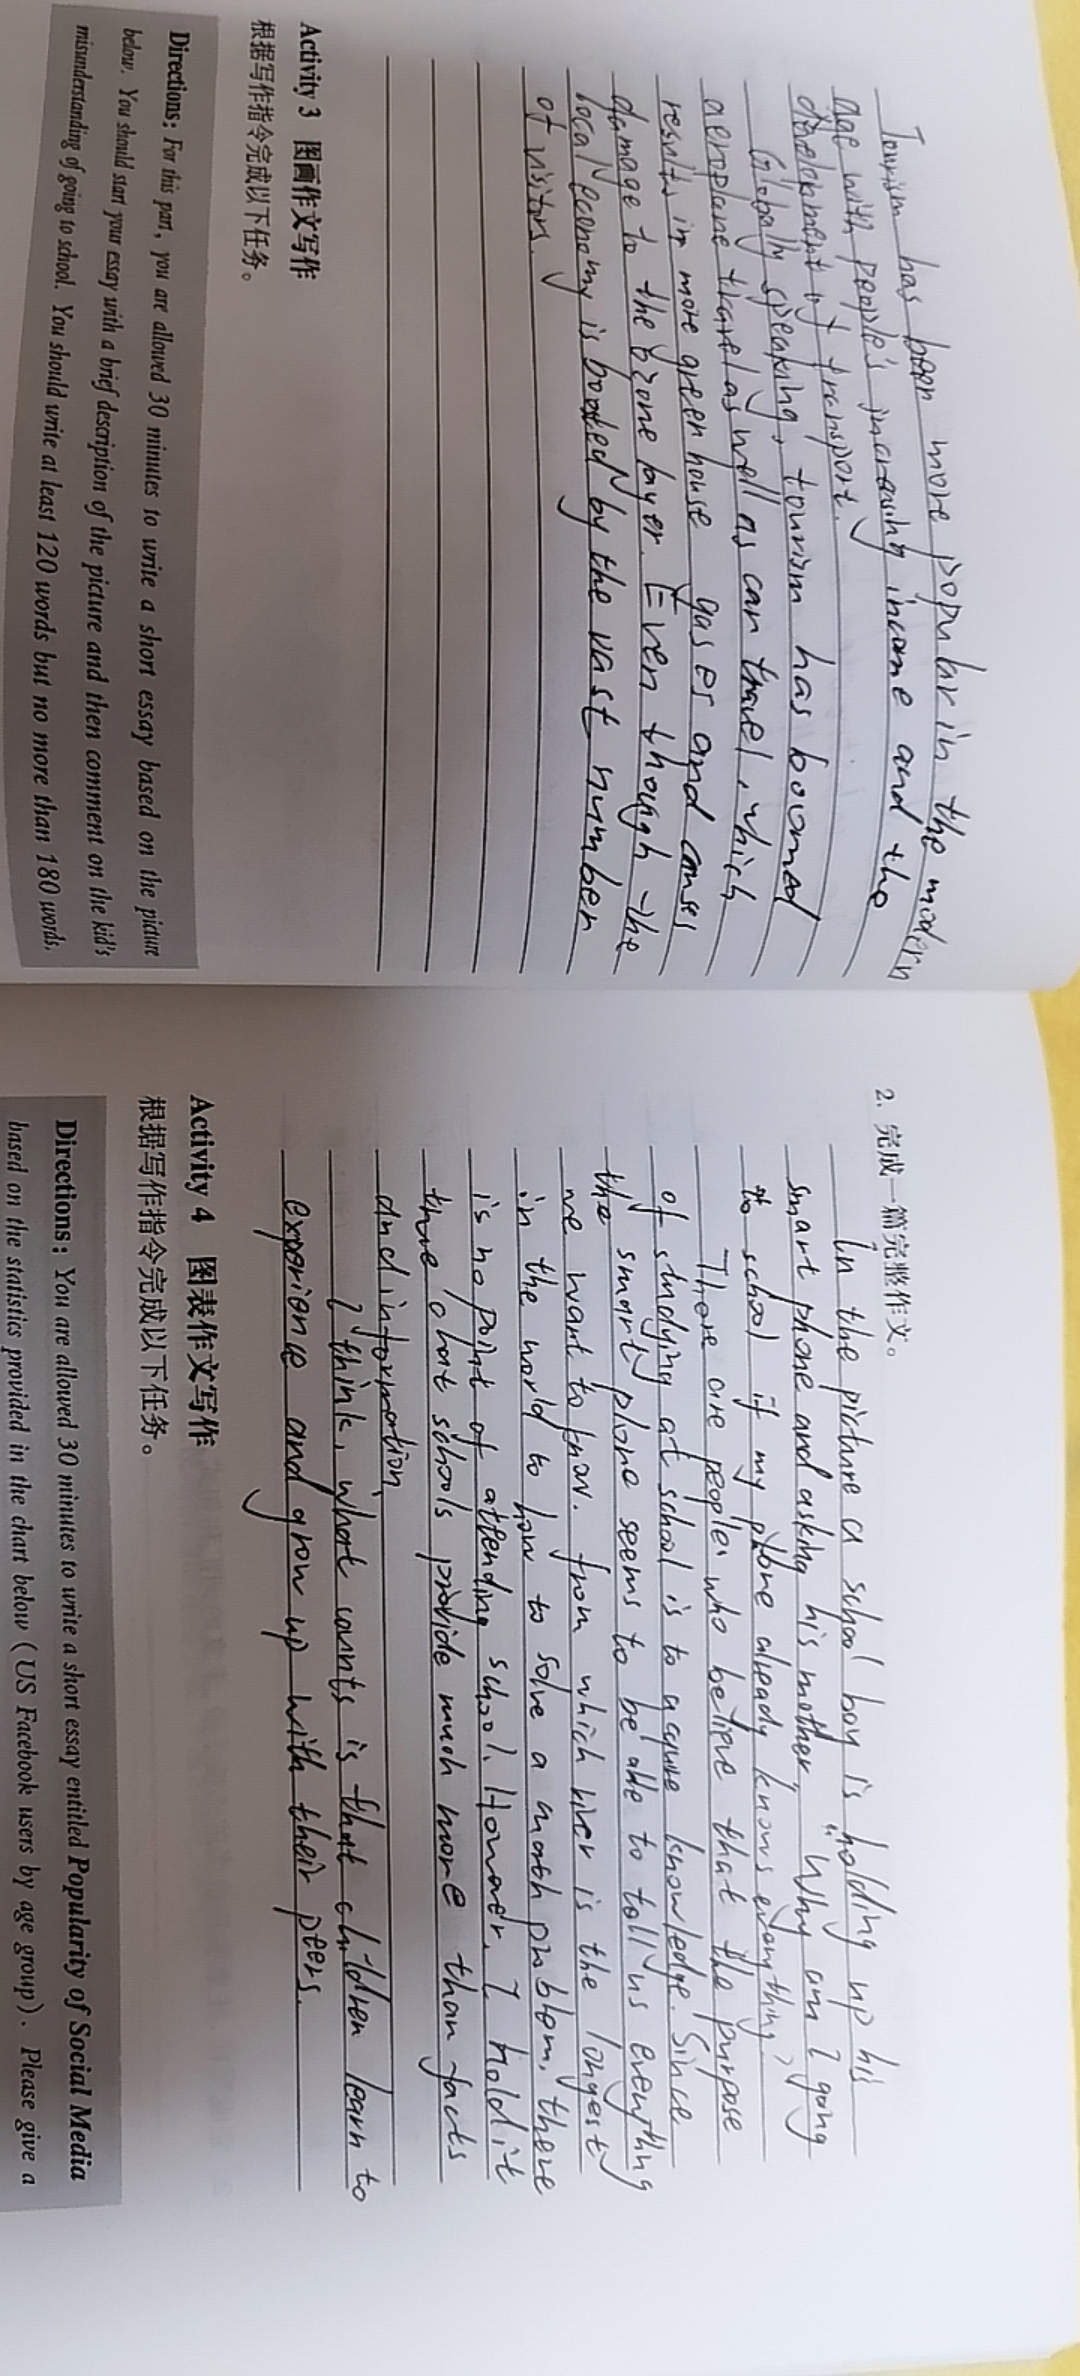 Tourism has been more popular in the modern
age with people's increasing income and the
development of transport.
Globally speaking, tourism has boomed
aeroplane travel as well as car travel, which
results in more green house gases and causes
damage to the ozone layer. Even though the
local economy is booted by the vast number
of visitors.
Activity 3 图画作文写作
根据写作指令完成以下任务。
Directions: For this part, you are allowed 30 minutes to write a short essay based on the picture
below. You should start your essay with a brief description of the picture and then comment on the kid's
misunderstanding of going to school. You should write at least 120 words but no more than 180 words.
2. 完成一篇完整作文。
In the picture a school boy is holding up his
smart phone and asking his mother, "Why am I going
to school if my phone already knows everything?
There are people who believe that the purpose
of studying at school is to acquire knowledge. Since
the smart phone seems to be able to tell us everything
we want to know. from which river is the longest
in the world to how to solve a math problem, there
is no point of attending school. However, I hold it
true that schools provide much more than facts
and information.
I think, what counts is that children learn to
experience and grow up with their peers.
Activity 4 图表作文写作
根据写作指令完成以下任务。
Directions: You are allowed 30 minutes to write a short essay entitled Popularity of Social Media
based on the statistics provided in the chart below (US Facebook users by age group). Please give a